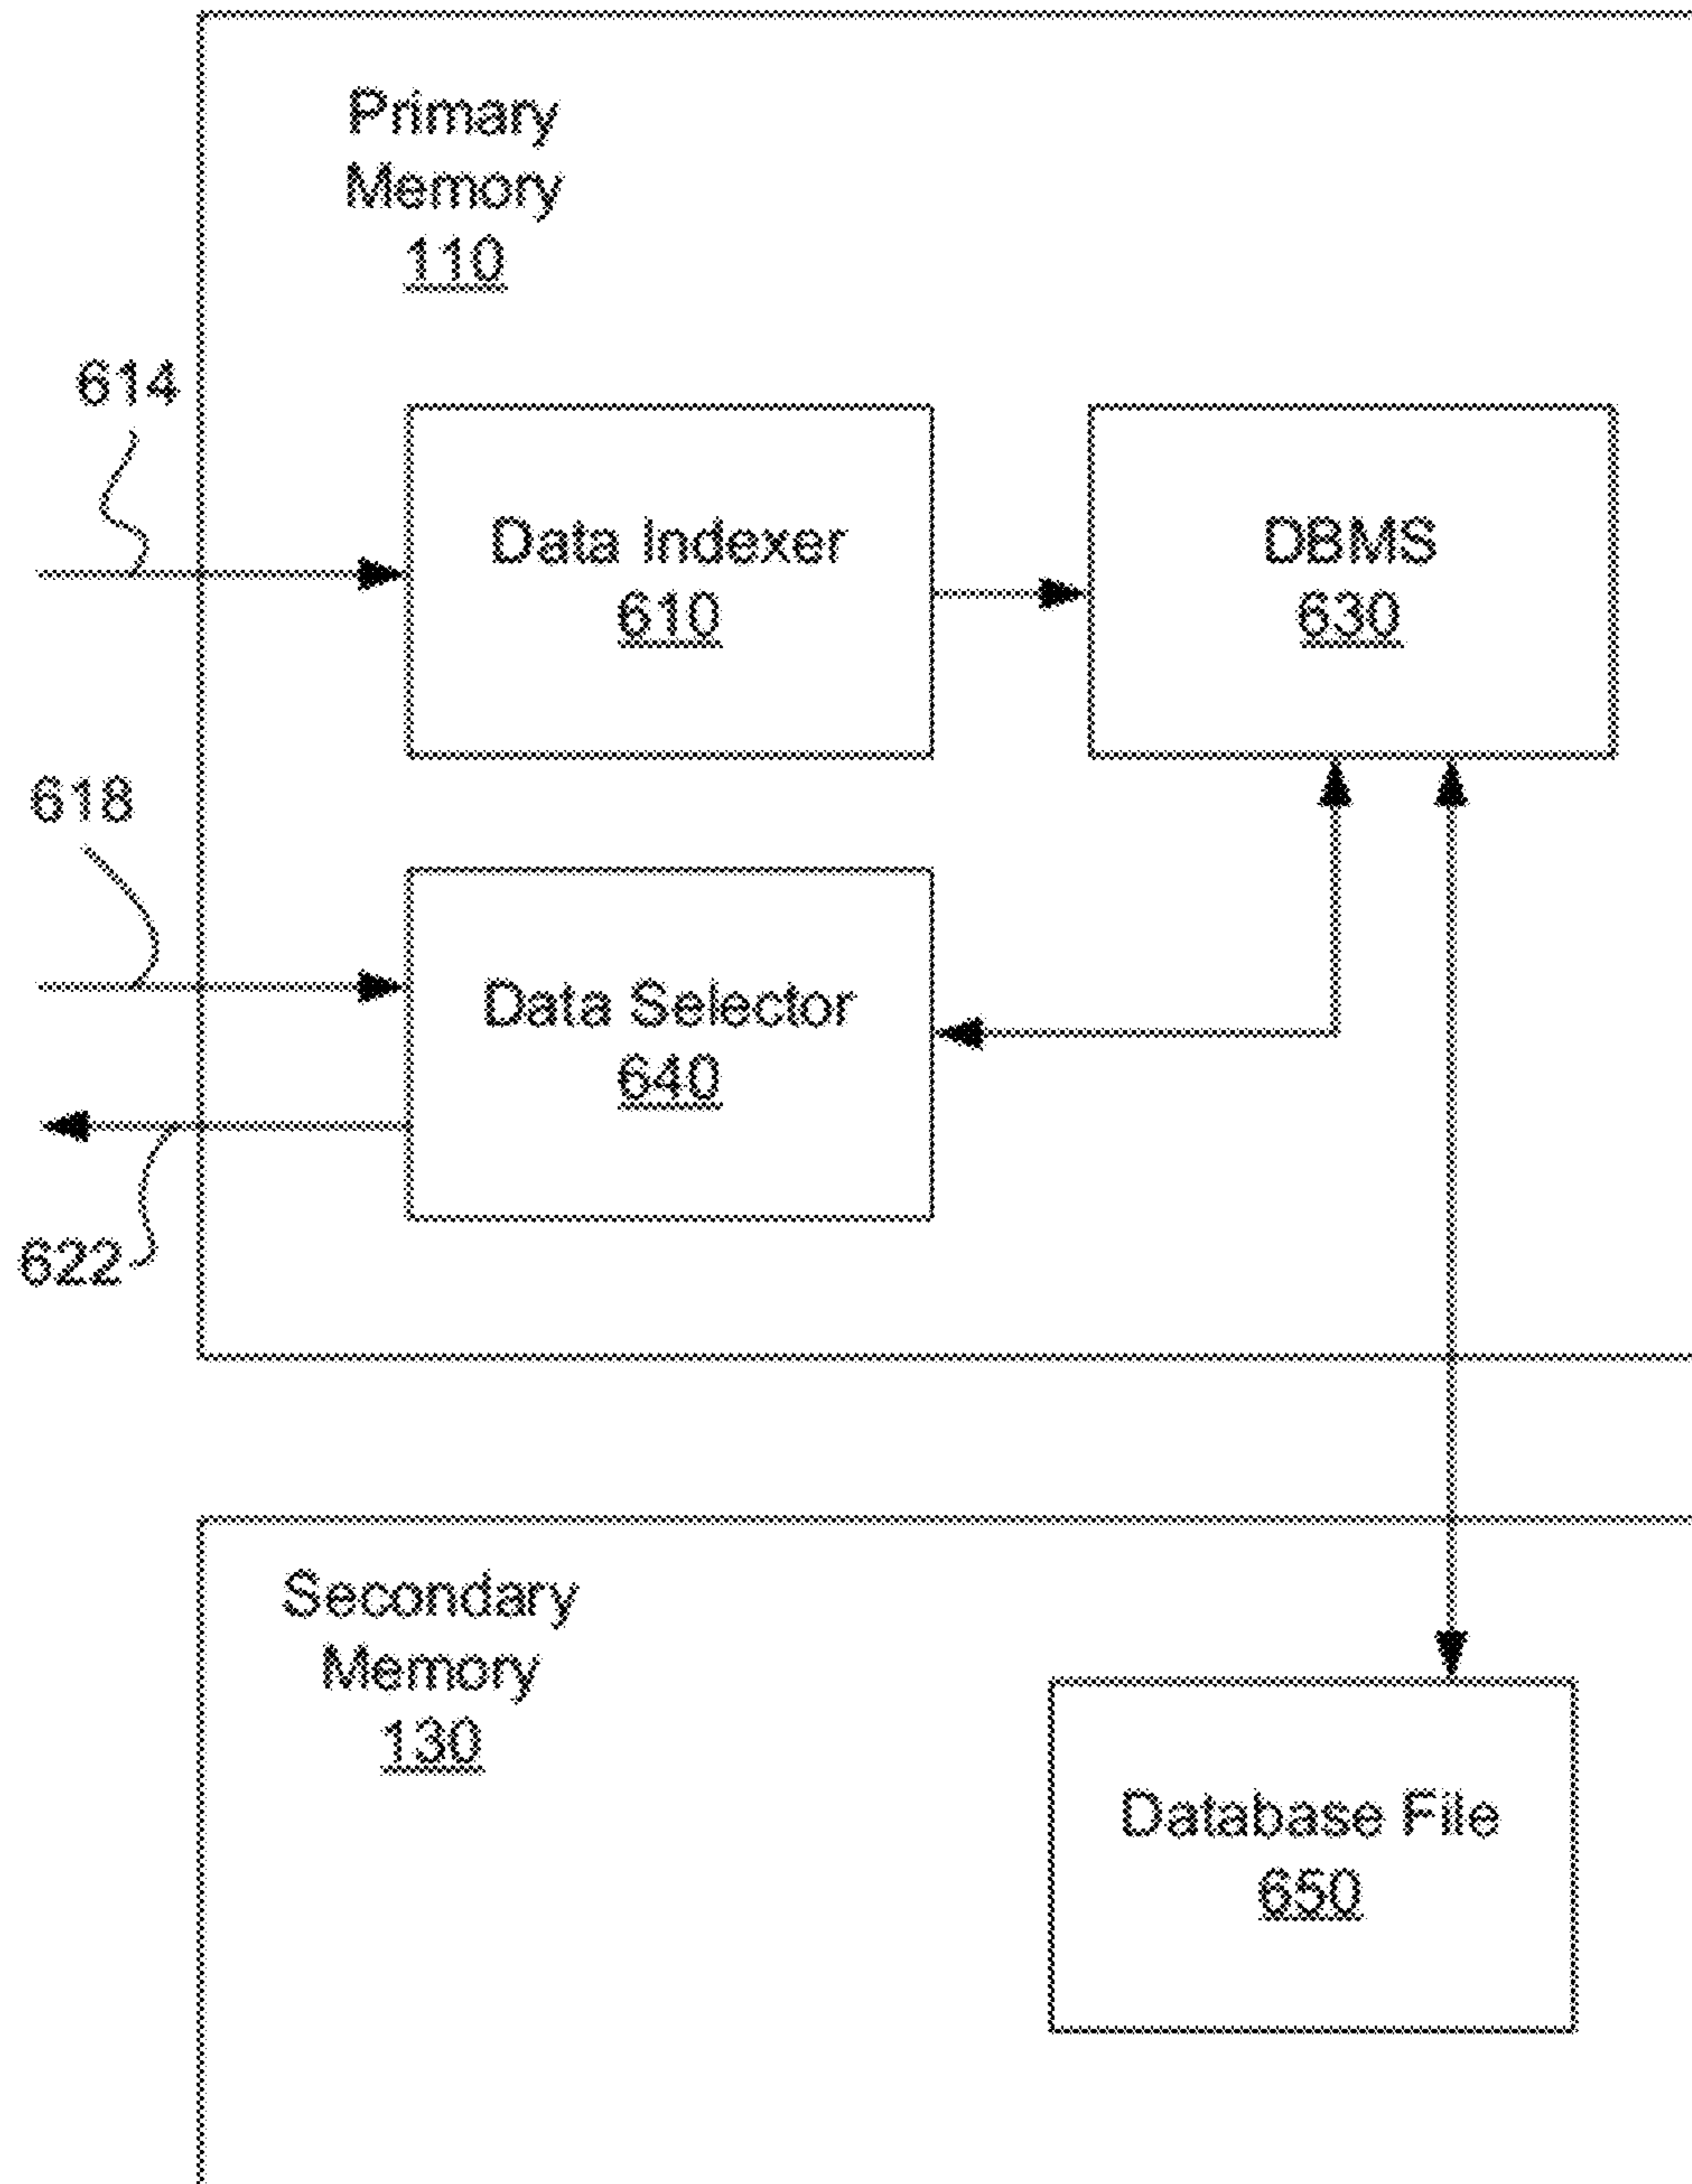 Primary
Memory
110
614
Data Indexer
610
DBMS
630
618
Data Selector
640
622
Secondary
Memory
130
Database File
650